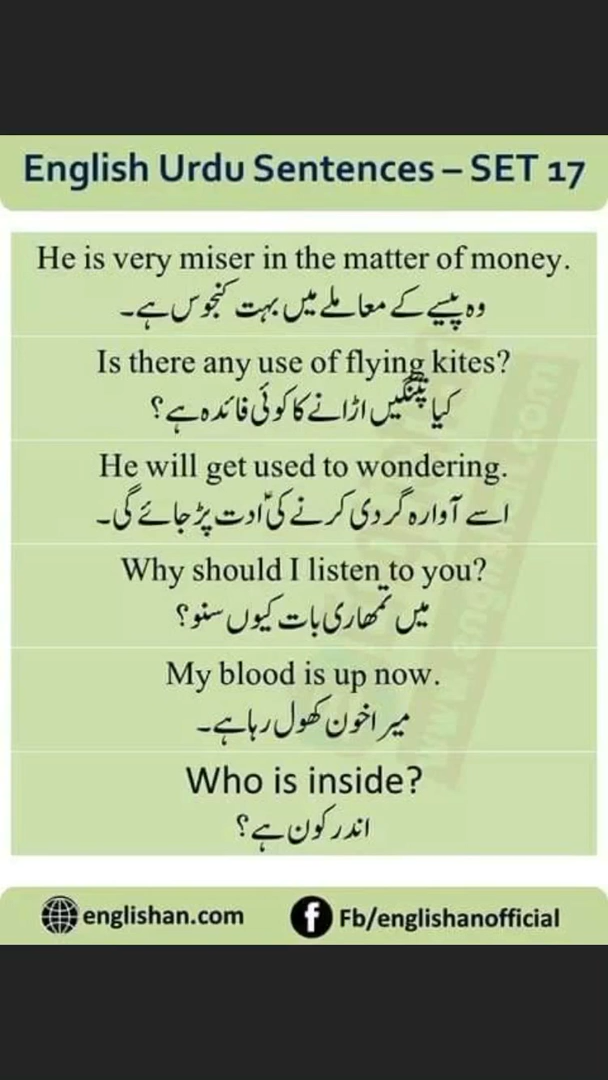 English Urdu Sentences – SET 17
He is very miser in the matter of money.
وہ پیسے کے معاملے میں بہت کنجوس ہے۔
Is there any use of flying kites?
کیا پتنگیں اڑانے کا کوئی فائدہ ہے؟
He will get used to wondering.
اسے آوارہ گردی کرنے کی ادت پڑ جائے گی۔
Why should I listen to you?
میں تمھاری بات کیوں سنو؟
My blood is up now.
میرا خون کھول رہا ہے۔
Who is inside?
اندر کون ہے؟
englishan.com
Fb/englishanofficial